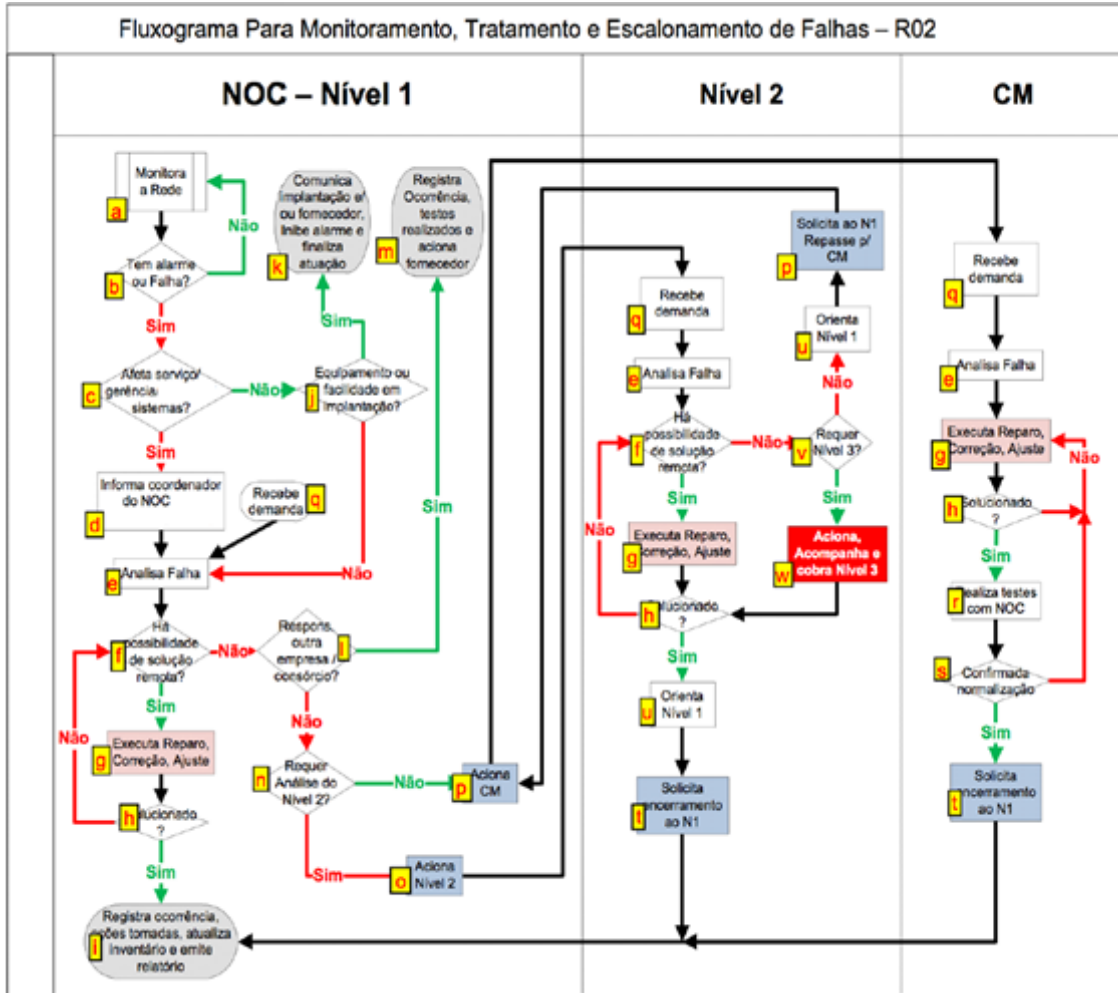 Fluxograma Para Monitoramento, Tratamento e Escalonamento de Falhas – R02
NOC – Nível 1
Nível 2
CM
Monitora
a Rede
a
Não
Tem alarme
ou Falha?
b
Sim
Afeta serviço/
gerência/
sistemas?
c
Não
Sim
Informa coordenador
do NOC
d
Recebe
demanda
q
Analisa Falha
e
Há
possibilidade
de solução
remota?
f
Não
Sim
Não
Executa Reparo,
Correção, Ajuste
g
olucionado
?
h
Sim
Registra ocorrência,
ções tomadas, atualiza
inventário e emite
relatório
i
Comunica
implantação e/
ou fornecedor,
Inibe alarme e
finaliza
atuação
k
Sim
Equipamento ou
facilidade em
implantação?
j
Não
Registra
Ocorrência,
testes
realizados e
aciona
fornecedor
m
Sim
Respons.
outra
empresa /
consórcio?
l
Não
Requer
Análise do
Nível 2?
n
Não
Sim
Aciona
CM
p
Aciona
Nível 2
o
Recebe
demanda
q
Analisa Falha
e
Há
possibilidade
de solução
remota?
f
Não
Sim
Não
Executa Reparo,
Correção, Ajuste
g
olucionado
?
h
Sim
Orienta
Nível 1
u
Solicita
encerramento
ao N1
t
Solicita ao N1
Repasse p/
CM
p
Orienta
Nível 1
u
Não
Requer
Nível 3?
v
Sim
Aciona,
Acompanha e
cobra Nível 3
w
Recebe
demanda
q
Analisa Falha
e
Executa Reparo,
Correção, Ajuste
g
Não
Solucionado
?
h
Sim
Realiza testes
com NOC
r
Confirmada
normalização
s
Sim
Solicita
encerramento
ao N1
t